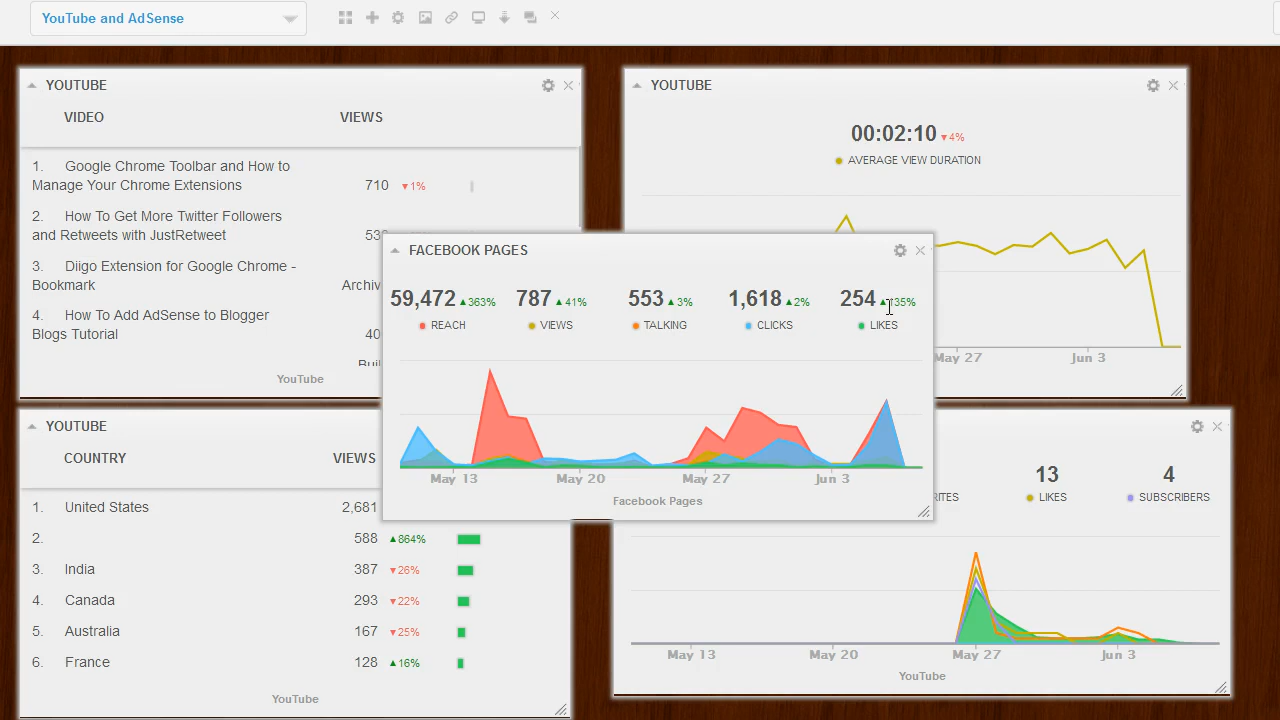 YouTube and AdSense
YOUTUBE
VIDEO VIEWS
1. Google Chrome Toolbar and How to
Manage Your Chrome Extensions
710 ▼1%
2. How To Get More Twitter Followers
and Retweets with JustRetweet
3. Diigo Extension for Google Chrome -
Bookmark
4. How To Add AdSense to Blogger
Blogs Tutorial
YouTube
YOUTUBE
00:02:10 ▼4%
AVERAGE VIEW DURATION
May 27 Jun 3
FACEBOOK PAGES
59,472 ▲363% 787 ▲41% 553 ▲3% 1,618 ▲2% 254
REACH VIEWS TALKING CLICKS LIKES
May 13 May 20 May 27 Jun 3
Facebook Pages
YOUTUBE
COUNTRY VIEWS
1. United States 2,681
2. 588 ▲864%
3. India 387 ▼26%
4. Canada 293 ▼22%
5. Australia 167 ▼25%
6. France 128 ▲16%
YouTube
13 4
LIKES SUBSCRIBERS
May 13 May 20 May 27 Jun 3
YouTube